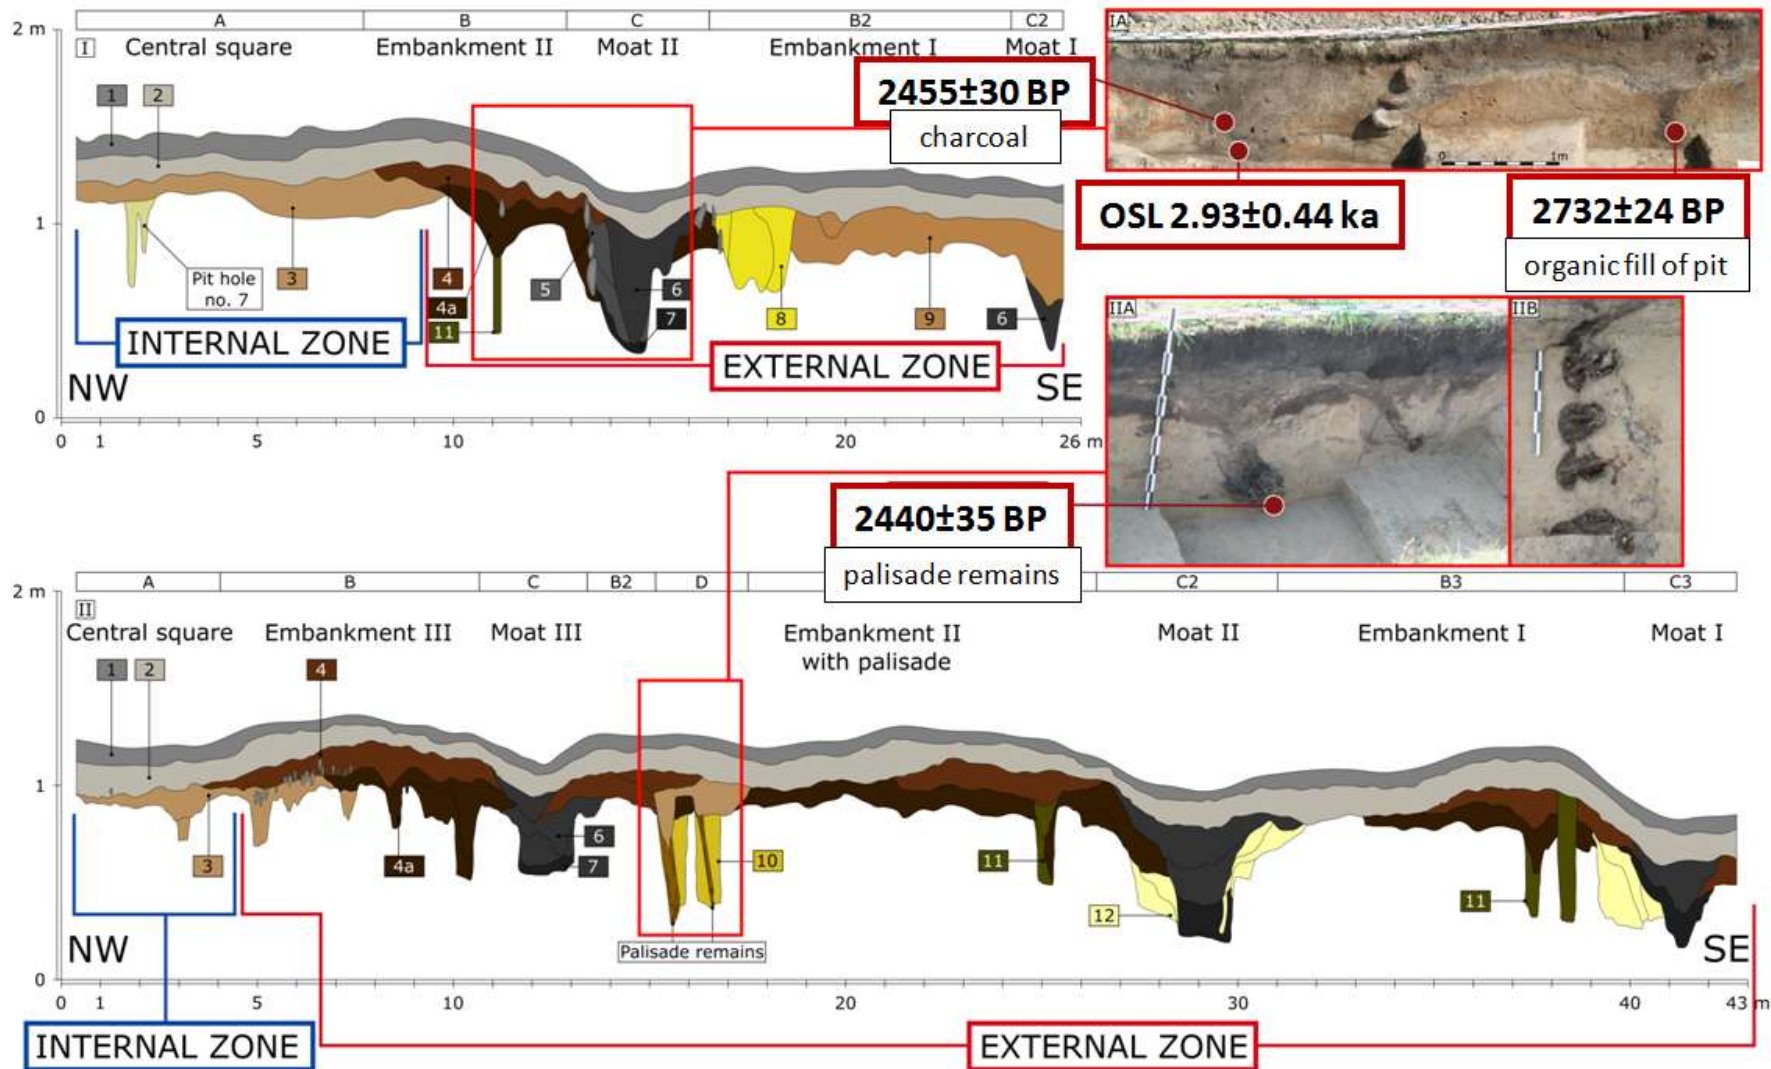 A B C B2 C2
2 m
I
Central square Embankment II Moat II Embankment I Moat I
1 2
1
Pit hole
no. 7
3 4 5 6 8 9 6
4a 7
11
INTERNAL ZONE
EXTERNAL ZONE
NW SE
0
0 1 5 10 20 26 m
IA
2455±30 BP
charcoal
0 1m
OSL 2.93±0.44 ka
2732±24 BP
organic fill of pit
IIA IIB
2440±35 BP
palisade remains
A B C B2 D C2 B3 C3
2 m
II
Central square Embankment III Moat III Embankment II
with palisade
Moat II Embankment I Moat I
1 2 4
1
3 4a 6 10 11 12 11
7
Palisade remains
NW SE
0
0 1 5 10 20 30 40 43 m
INTERNAL ZONE EXTERNAL ZONE